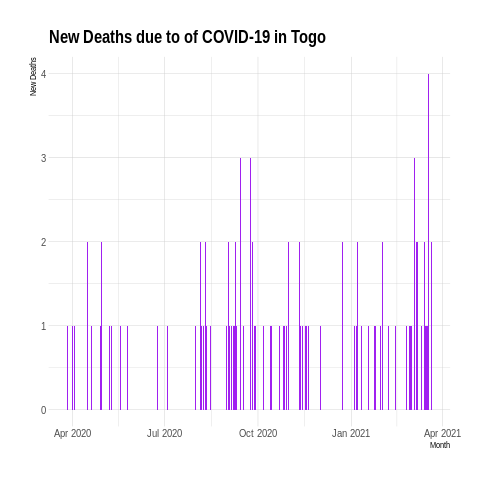 New Deaths due to of COVID-19 in Togo
New Deaths
4
3
2
1
0
Apr 2020 Jul 2020 Oct 2020 Jan 2021 Apr 2021
Month